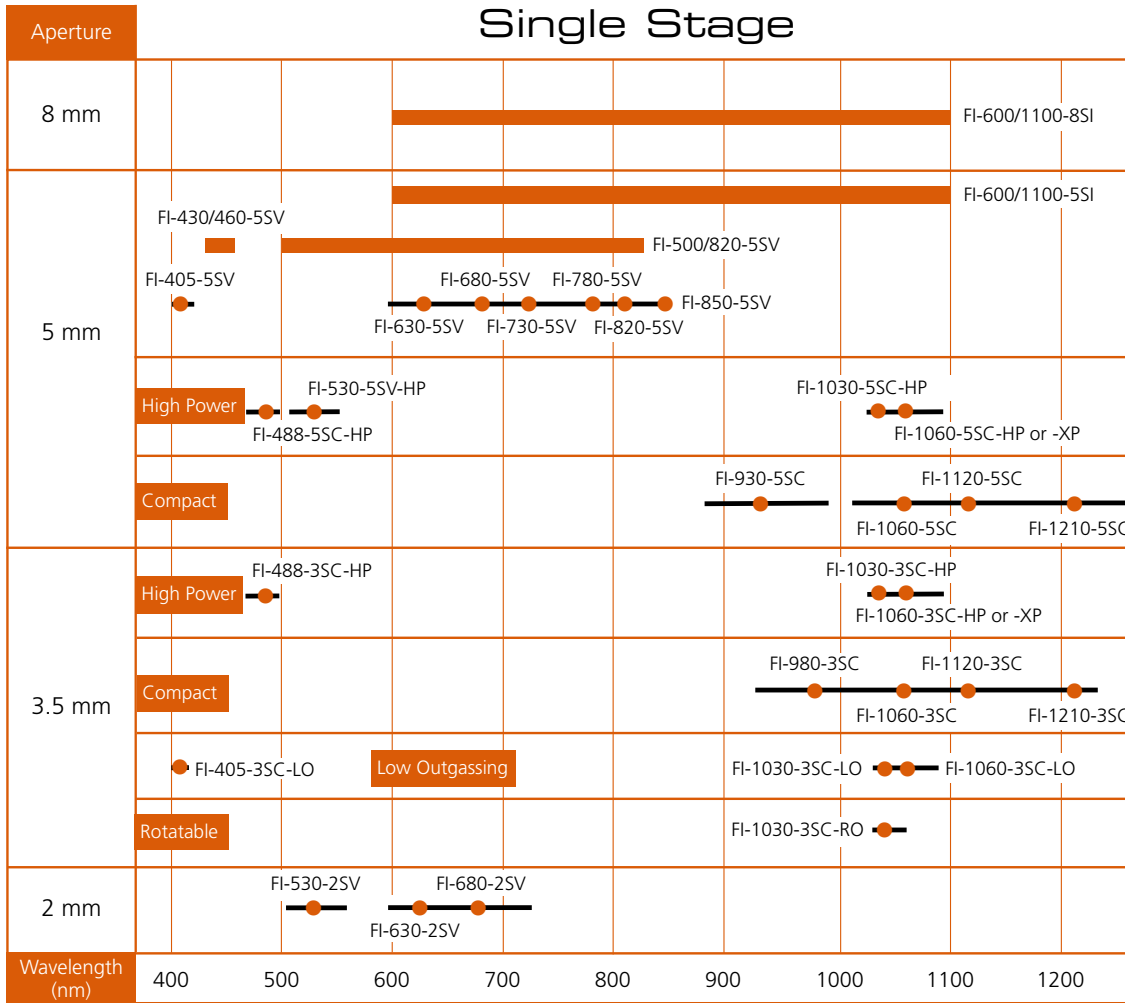 Single Stage
Aperture
8 mm
FI-600/1100-8SI
FI-600/1100-5SI
FI-430/460-5SV
FI-500/820-5SV
FI-405-5SV
FI-680-5SV
FI-780-5SV
FI-850-5SV
5 mm
FI-630-5SV
FI-730-5SV
FI-820-5SV
FI-530-5SV-HP
FI-1030-5SC-HP
High Power
FI-488-5SC-HP
FI-1060-5SC-HP or -XP
FI-930-5SC
FI-1120-5SC
Compact
FI-1060-5SC
FI-1210-5SC
FI-488-3SC-HP
FI-1030-3SC-HP
High Power
FI-1060-3SC-HP or -XP
FI-980-3SC
FI-1120-3SC
Compact
3.5 mm
FI-1060-3SC
FI-1210-3SC
FI-405-3SC-LO
Low Outgassing
FI-1030-3SC-LO
FI-1060-3SC-LO
Rotatable
FI-1030-3SC-RO
FI-530-2SV
FI-680-2SV
2 mm
FI-630-2SV
Wavelength
(nm)
400 500 600 700 800 900 1000 1100 1200